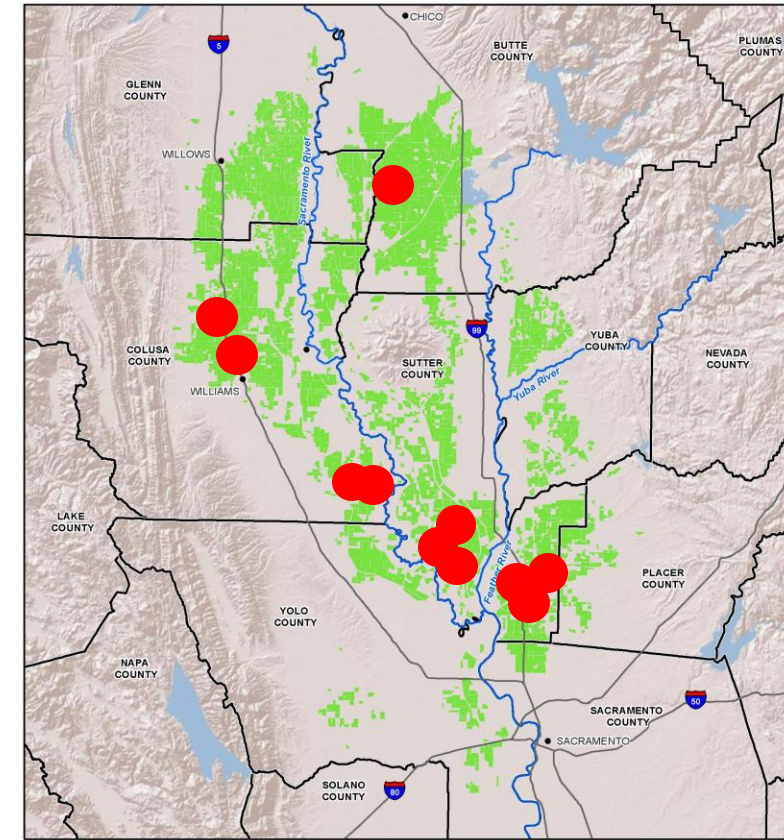 CHICO
5
BUTTE
COUNTY
PLUMAS
COUNTY
GLENN
COUNTY
WILLOWS
Sacramento River
99
YUBA
COUNTY
NEVADA
COUNTY
COLUSA
COUNTY
SUTTER
COUNTY
WILLIAMS
Yuba River
LAKE
COUNTY
Feather River
PLACER
COUNTY
YOLO
COUNTY
NAPA
COUNTY
50
SACRAMENTO
COUNTY
SACRAMENTO
SOLANO
COUNTY
80